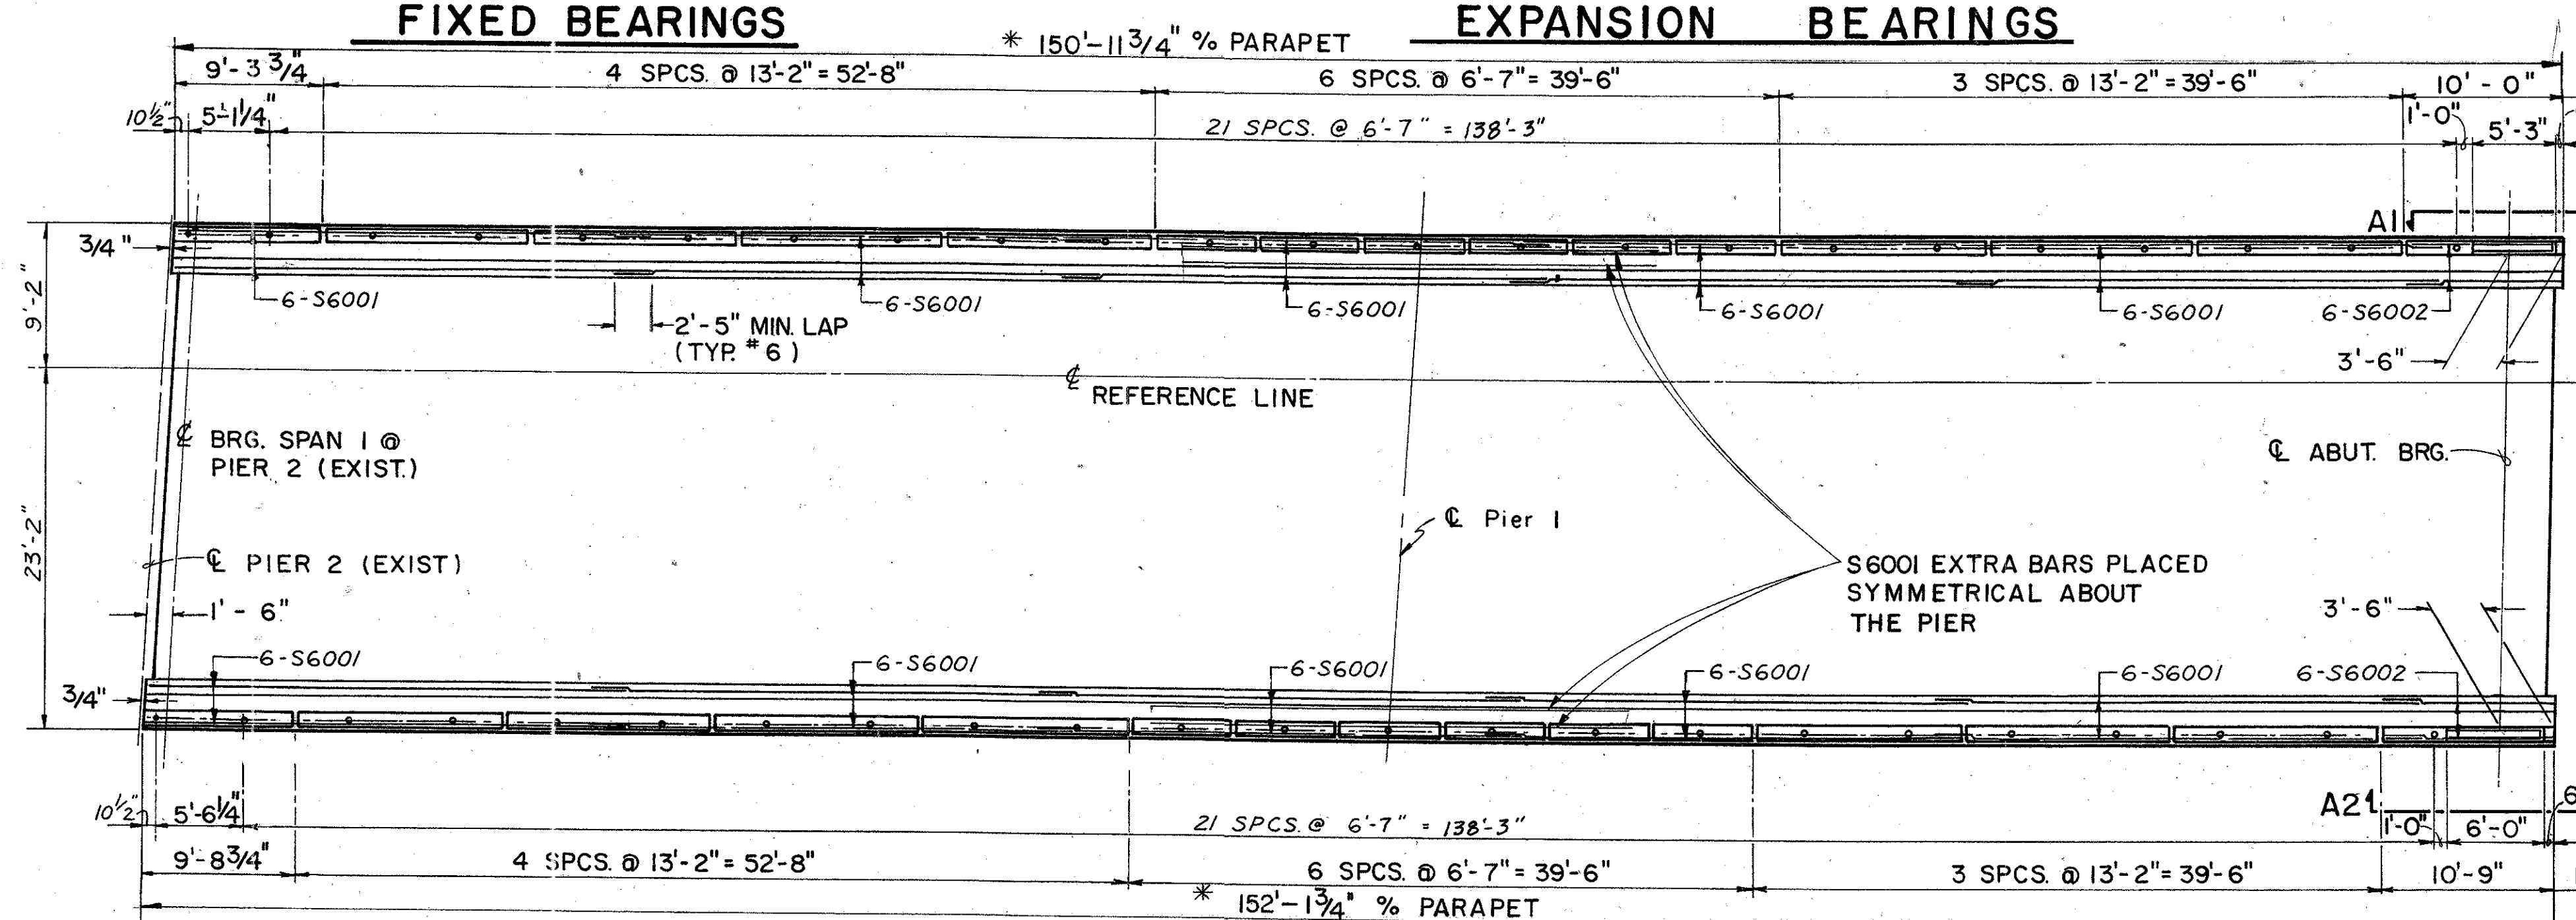 FIXED BEARINGS
EXPANSION BEARINGS
* 150'-11 3/4" % PARAPET
9'-3 3/4"
4 SPCS. @ 13'-2" = 52'-8"
6 SPCS. @ 6'-7" = 39'-6"
3 SPCS. @ 13'-2" = 39'-6"
10'-0"
10 1/2"
5'-1 1/4"
21 SPCS. @ 6'-7" = 138'-3"
1'-0"
5'-3"
A1
3/4"
9'-2"
6-S6001
6-S6001
6-S6001
6-S6001
6-S6001
6-S6002
2'-5" MIN. LAP
(TYP. #6)
3'-6"
℄ REFERENCE LINE
℄ BRG. SPAN 1 @
PIER 2 (EXIST.)
℄ ABUT. BRG.
℄ Pier 1
23'-2"
℄ PIER 2 (EXIST)
S6001 EXTRA BARS PLACED
SYMMETRICAL ABOUT
THE PIER
1'-6"
3'-6"
6-S6001
6-S6001
6-S6001
6-S6001
6-S6001
6-S6002
3/4"
10 1/2"
5'-6 1/4"
21 SPCS. @ 6'-7" = 138'-3"
A2
1'-0"
6'-0"
6
9'-8 3/4"
4 SPCS. @ 13'-2" = 52'-8"
6 SPCS. @ 6'-7" = 39'-6"
3 SPCS. @ 13'-2" = 39'-6"
10'-9"
* 152'-1 3/4" % PARAPET